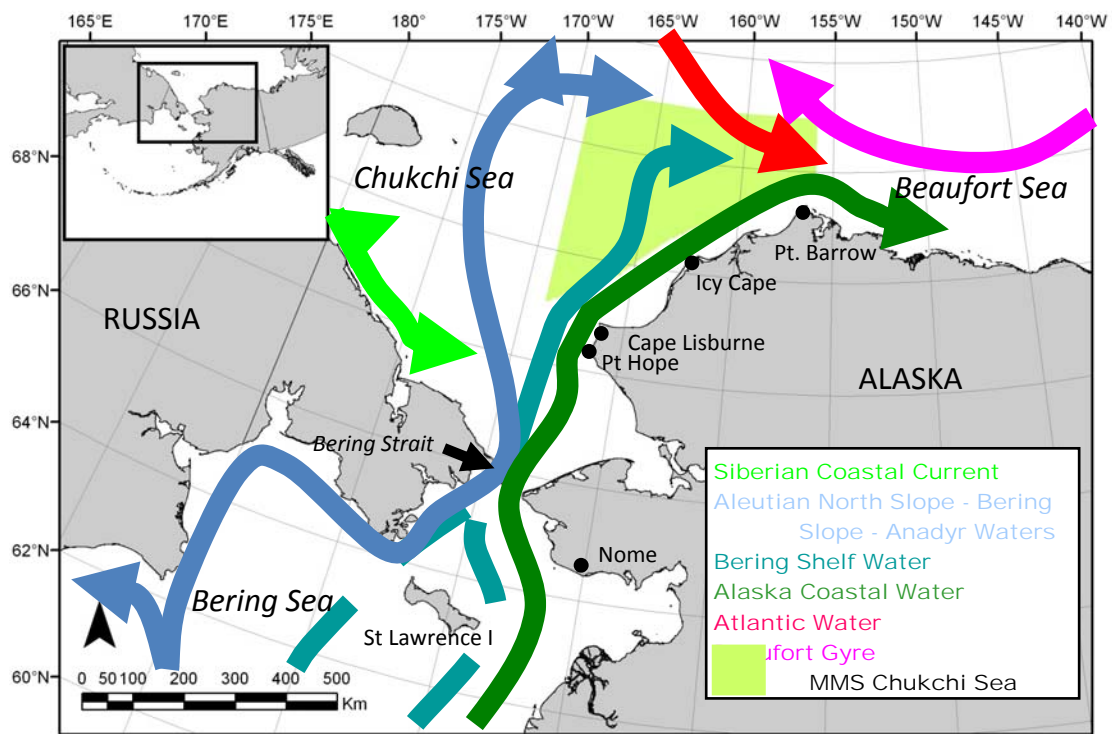 165°E 170°E 175°E 180° 175°W 170°W 165°W 160°W 155°W 150°W 145°W 140°W
68°N
66°N
64°N
62°N
60°N
Chukchi Sea
Beaufort Sea
Pt. Barrow
Icy Cape
RUSSIA
Cape Lisburne
Pt Hope
ALASKA
Bering Strait
Nome
Bering Sea
St Lawrence I
0 50 100 200 300 400 500
Km
Siberian Coastal Current
Aleutian North Slope - Bering
Slope - Anadyr Waters
Bering Shelf Water
Alaska Coastal Water
Atlantic Water
ufort Gyre
MMS Chukchi Sea